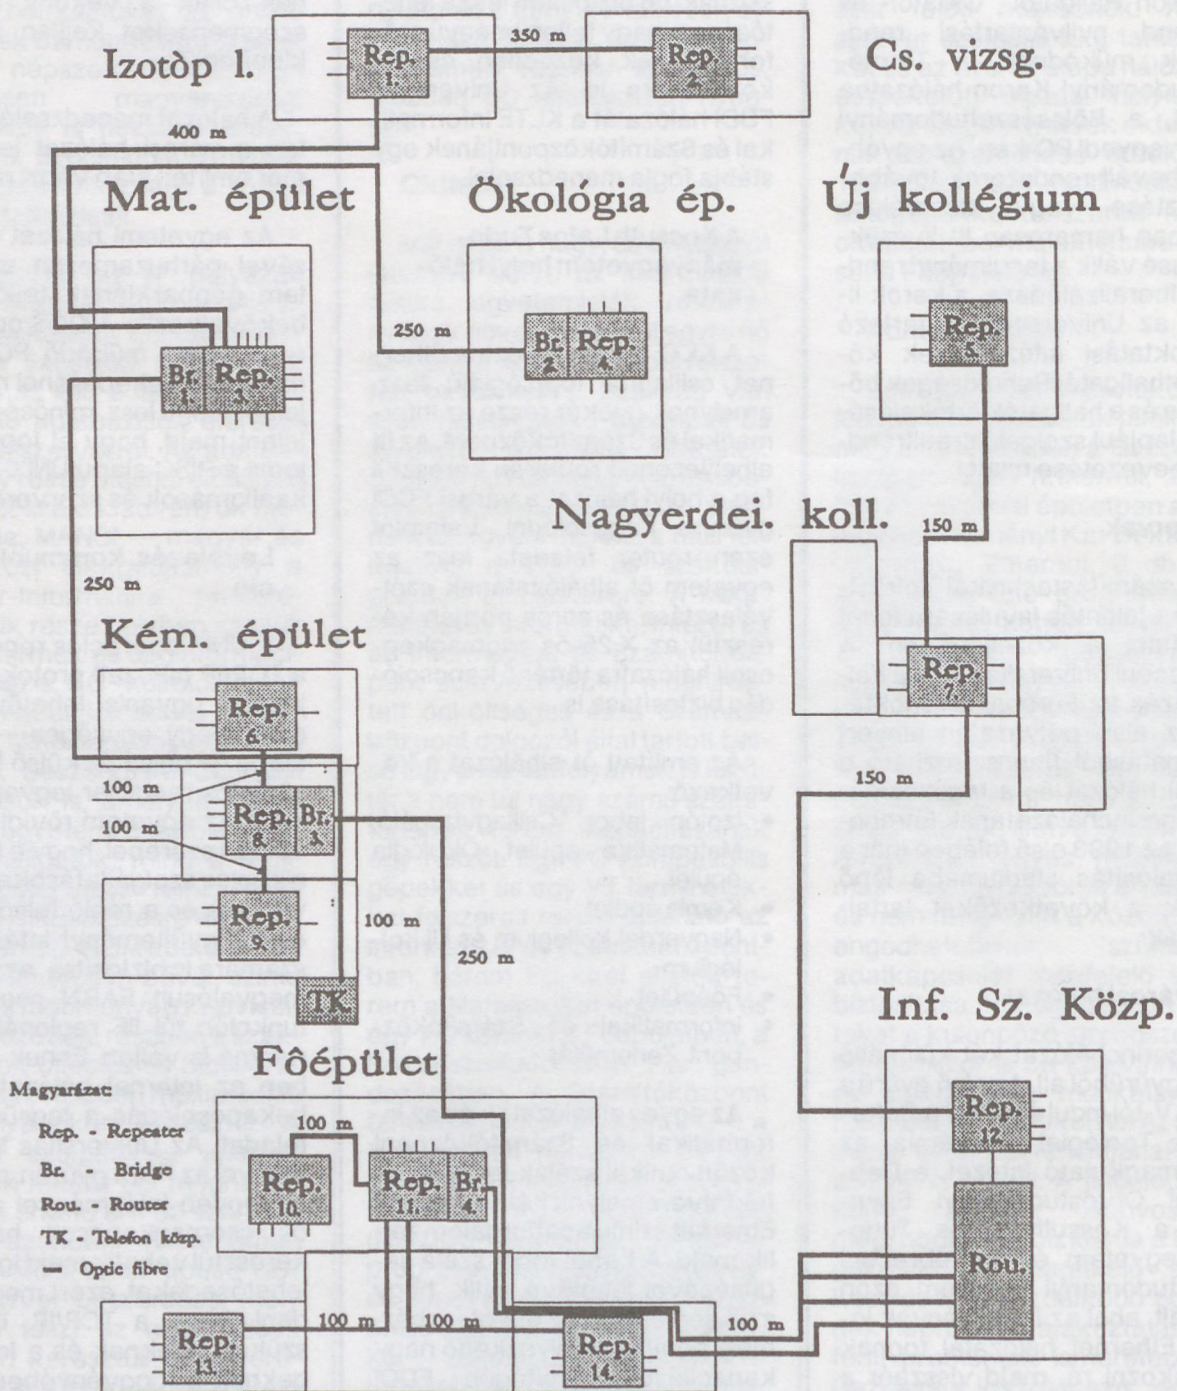 350 m
Izotòp l.
Rep. 1.
Rep. 2.
Cs. vizsg.
400 m
Mat. épület
Ökológia ép.
Új kollégium
Br. 1.
Rep. 3.
250 m
Br. 2.
Rep. 4.
Rep. 5.
Nagyerdei. koll.
150 m
250 m
Kém. épület
Rep. 6.
Rep. 7.
150 m
100 m
100 m
Rep. 8.
Br. 3.
Rep. 9.
100 m
250 m
TK
Inf. Sz. Közp.
Fôépület
Magyarázat:
Rep. - Repeater
Br. - Bridge
Rou. - Router
TK - Telefon közp.
— Optic fibre
100 m
Rep. 10.
Rep. 11.
Br. 4.
Rep. 12.
Rou.
Rep. 13.
100 m
100 m
Rep. 14.
100 m